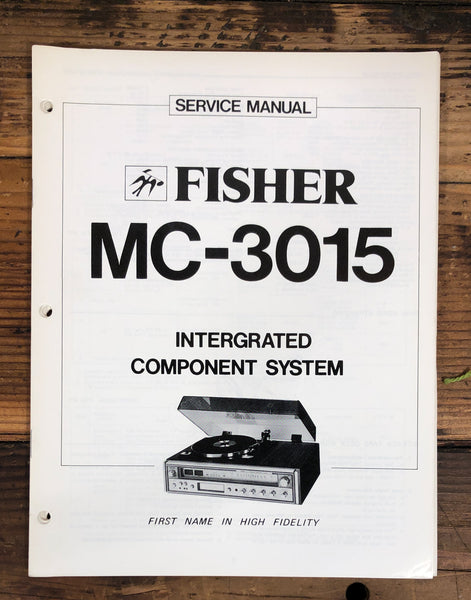 SERVICE MANUAL
FISHER
MC-3015
INTERGRATED
COMPONENT SYSTEM
FIRST NAME IN HIGH FIDELITY